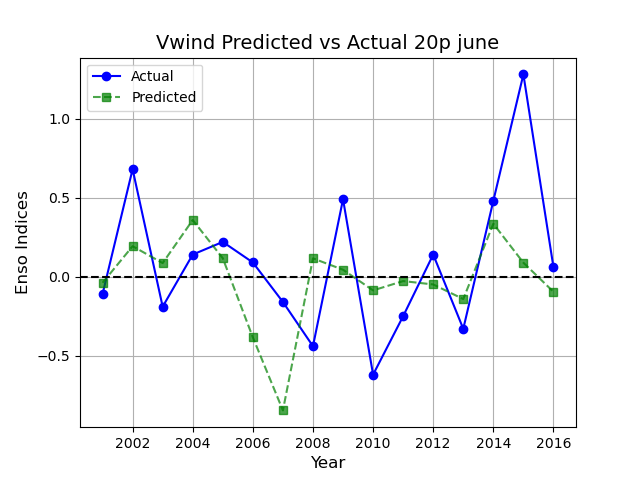 Vwind Predicted vs Actual 20p june
Actual
Predicted
1.0
0.5
0.0
−0.5
Enso Indices
2002 2004 2006 2008 2010 2012 2014 2016
Year